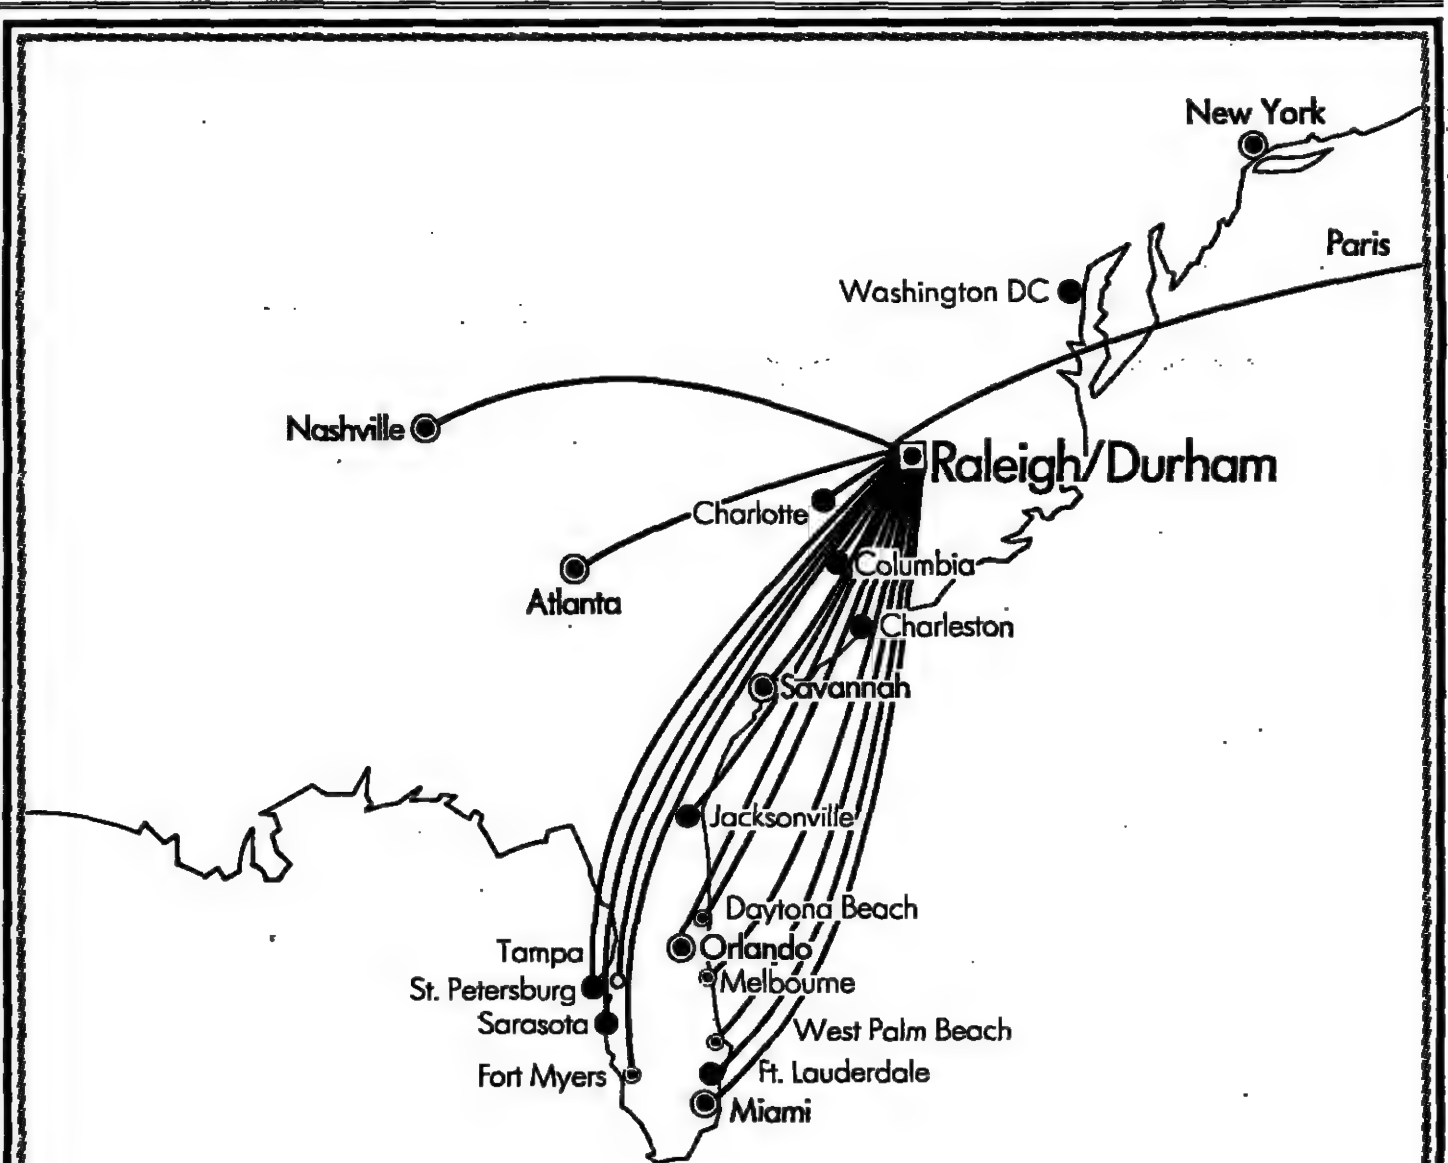 New York
Paris
Washington DC
Nashville
Raleigh/Durham
Charlotte
Columbia
Atlanta
Charleston
Savannah
Jacksonville
Daytona Beach
Orlando
Tampa
Melbourne
St. Petersburg
Sarasota
West Palm Beach
Fort Myers
Ft. Lauderdale
Miami